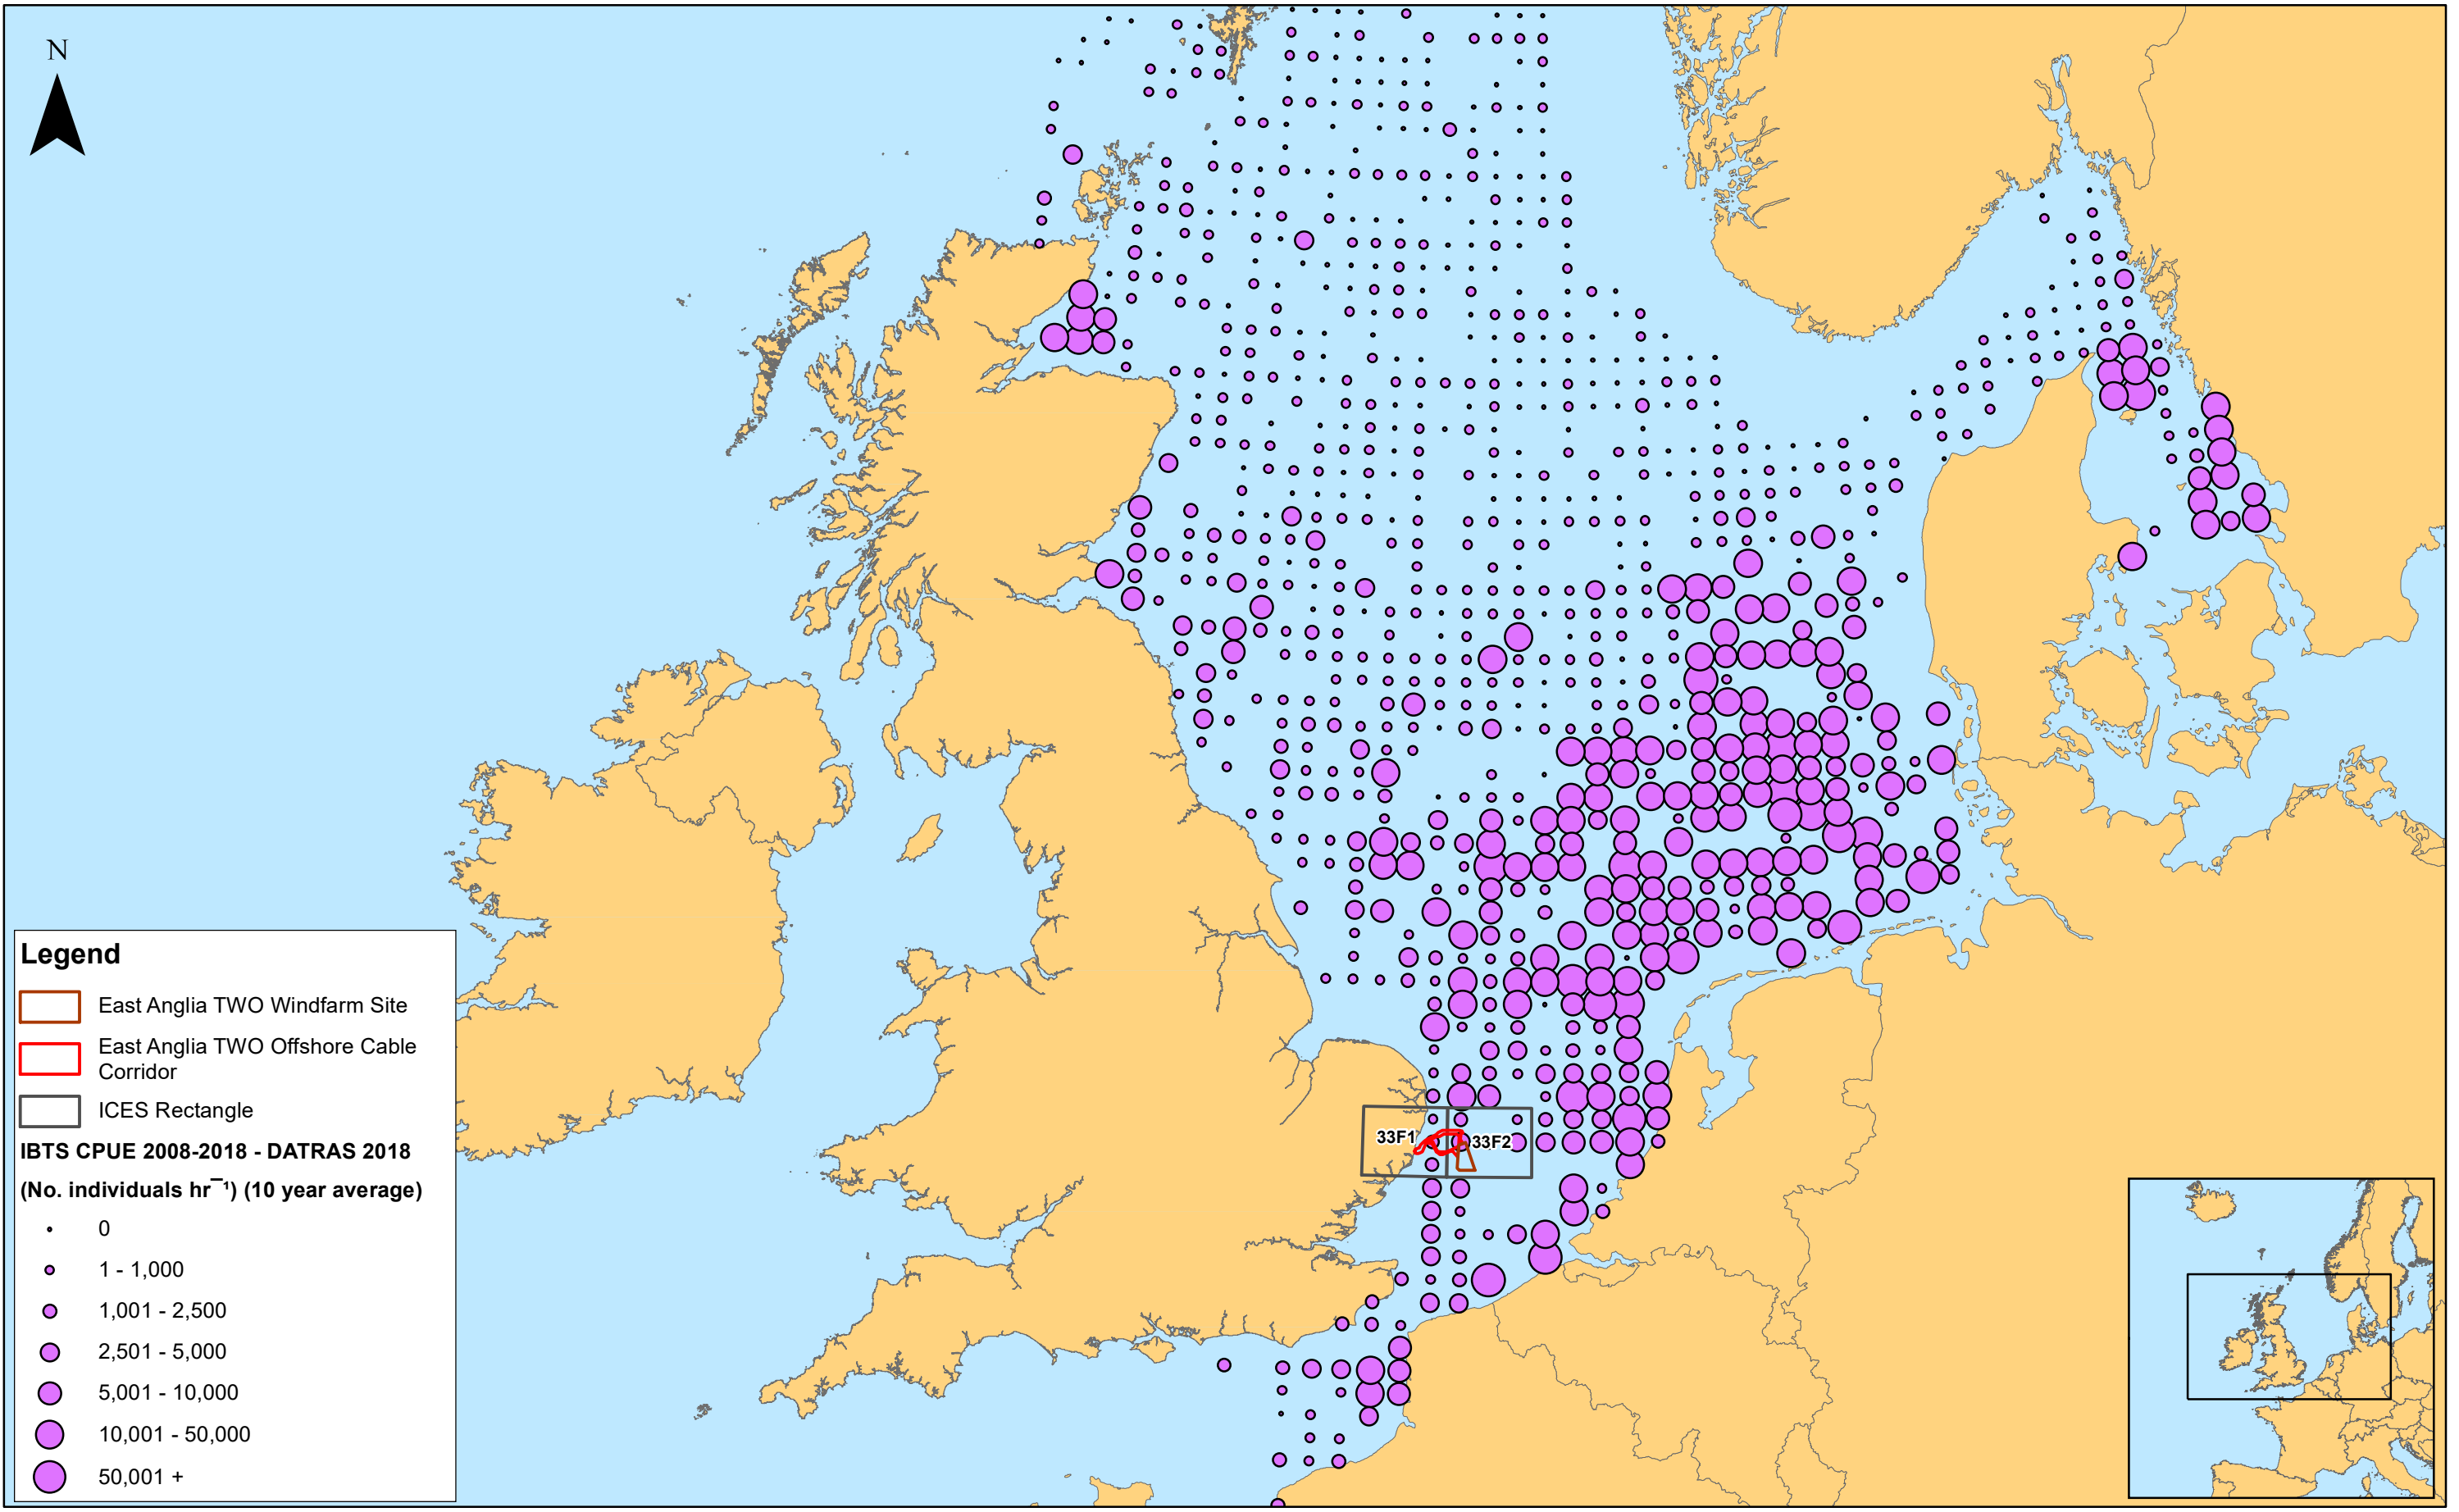 N
33F1
33F2
Legend
East Anglia TWO Windfarm Site
East Anglia TWO Offshore Cable
Corridor
ICES Rectangle
IBTS CPUE 2008-2018 - DATRAS 2018
(No. individuals hr¯¹) (10 year average)
0
1 - 1,000
1,001 - 2,500
2,501 - 5,000
5,001 - 10,000
10,001 - 50,000
50,001 +